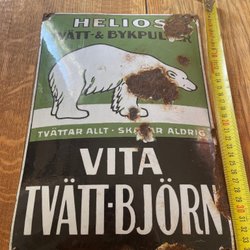 HELIOS
TVÄTT-& BYKPULVER
TVÄTTAR ALLT - SKADAR ALDRIG
VITA
TVÄTT-BJÖRN